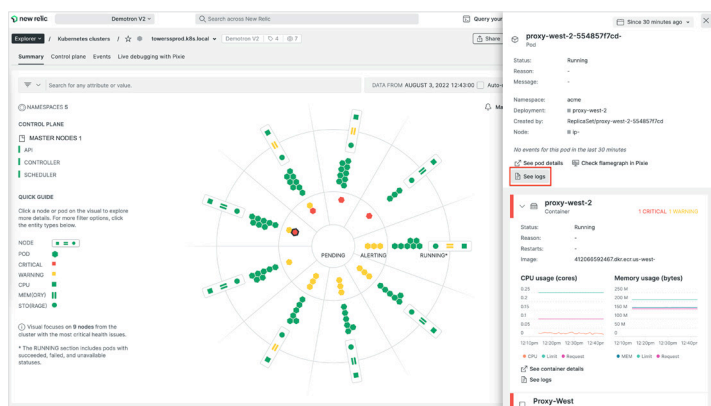 new relic
Demotron V2
Search across New Relic
Query your
Since 30 minutes ago
Explorer / Kubernetes clusters / towerssprod.k8s.local Demotron V2 4 7
Share
Summary Control plane Events Live debugging with Pixie
Search for any attribute or value.
DATA FROM AUGUST 3, 2022 12:43:00
NAMESPACES 5
CONTROL PLANE
MASTER NODES 1
API
CONTROLLER
SCHEDULER
QUICK GUIDE
Click a node or pod on the visual to explore
more details. For more filter options, click
the entity types below.
NODE
POD
CRITICAL
WARNING
CPU
MEM(ORY)
STO(RAGE)
Visual focuses on 9 nodes from the
cluster with the most critical health issues.
* The RUNNING section includes pods with
succeeded, failed, and unavailable
statuses.
PENDING
ALERTING
RUNNING*
proxy-west-2-554857f7cd-
Pod
Status: Running
Reason: -
Message: -
Namespace: acme
Deployment: proxy-west-2
Created by: ReplicaSet/proxy-west-2-554857f7cd
Node: ip-
No events for this pod in the last 30 minutes
See pod details Check flamegraph in Pixie
See logs
proxy-west-2
Container
1 CRITICAL 1 WARNING
Status: Running
Reason: -
Restarts: -
Image: 412086592467.dkr.ecr.us-west-
CPU usage (cores)
0.25
0.2
0.15
0.1
0.05
0
12:10pm 12:20pm 12:30pm 12:40pm
CPU Limit Request
Memory usage (bytes)
250 M
200 M
150 M
100 M
50 M
0
12:10pm 12:20pm 12:30pm 12:40pm
MEM Limit Request
See container details
See logs
Proxy-West